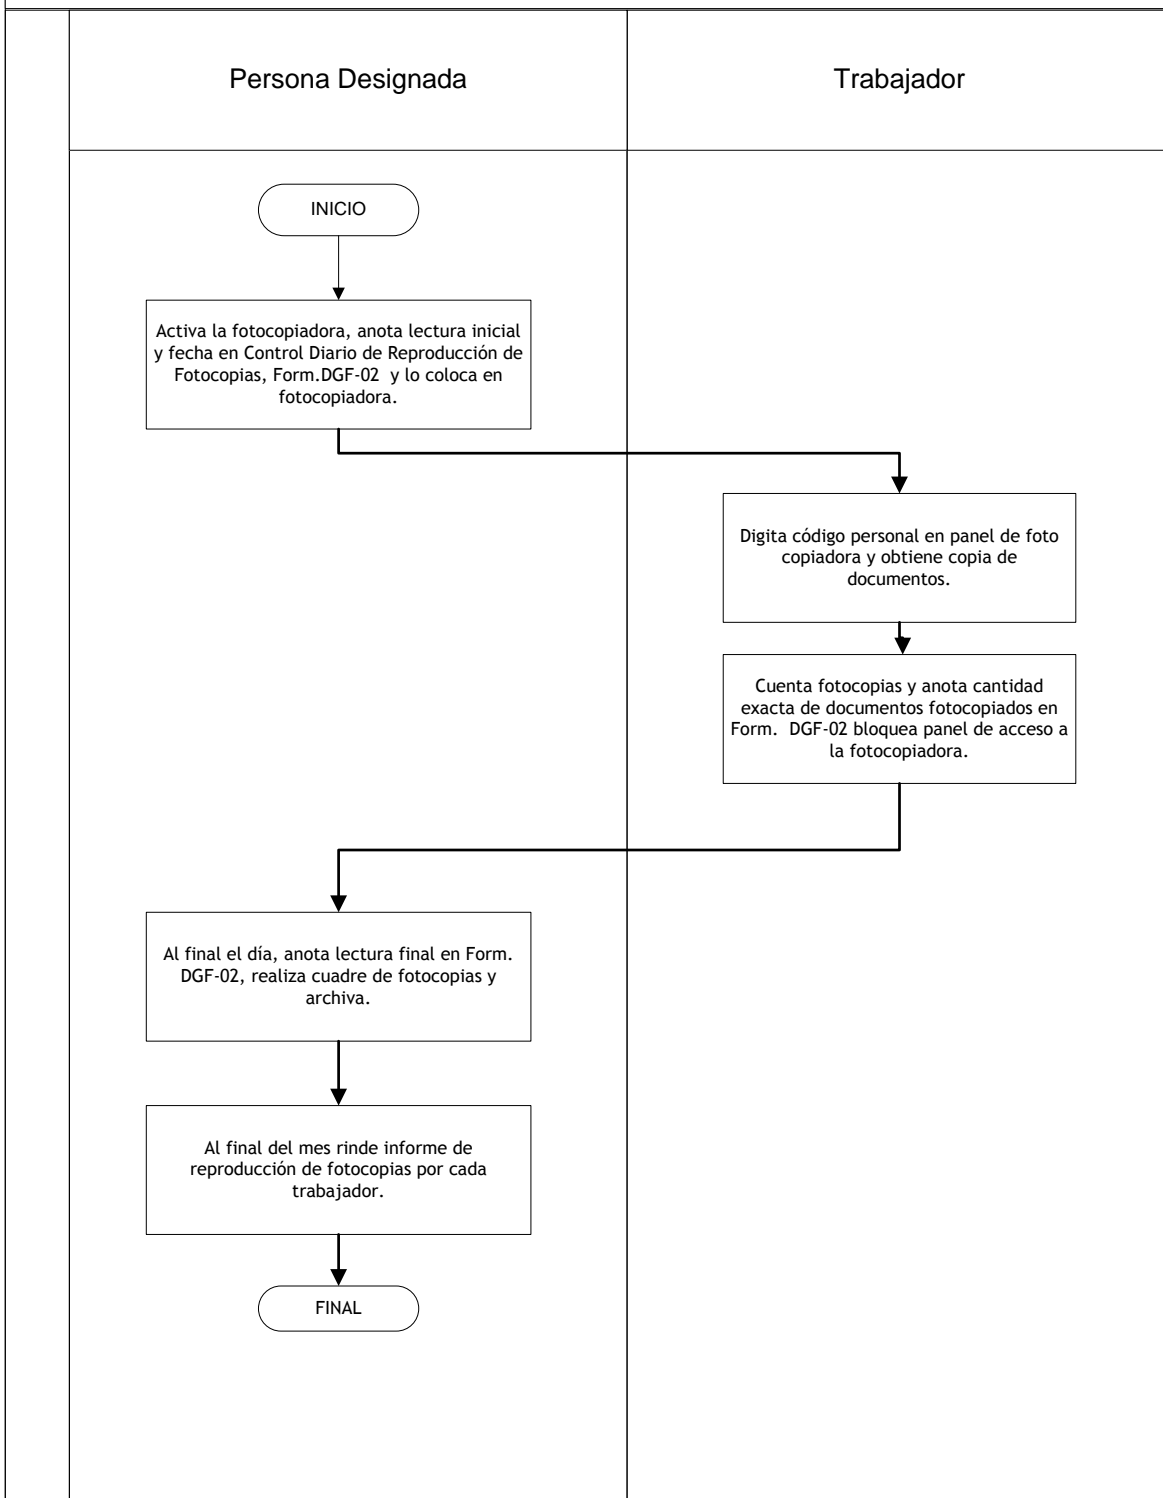 Persona Designada
Trabajador
INICIO
Activa la fotocopiadora, anota lectura inicial
y fecha en Control Diario de Reproducción de
Fotocopias, Form.DGF-02 y lo coloca en
fotocopiadora.
Digita código personal en panel de foto
copiadora y obtiene copia de
documentos.
Cuenta fotocopias y anota cantidad
exacta de documentos fotocopiados en
Form. DGF-02 bloquea panel de acceso a
la fotocopiadora.
Al final el día, anota lectura final en Form.
DGF-02, realiza cuadre de fotocopias y
archiva.
Al final del mes rinde informe de
reproducción de fotocopias por cada
trabajador.
FINAL